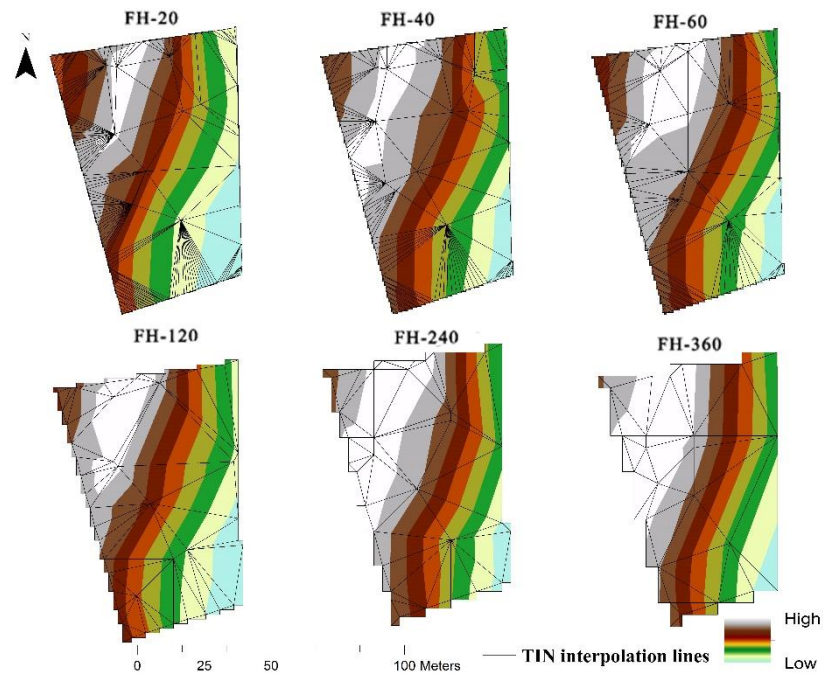 FH-20 FH-40 FH-60
N
FH-120 FH-240 FH-360
High
Low
0 25 50 100 Meters
TIN interpolation lines